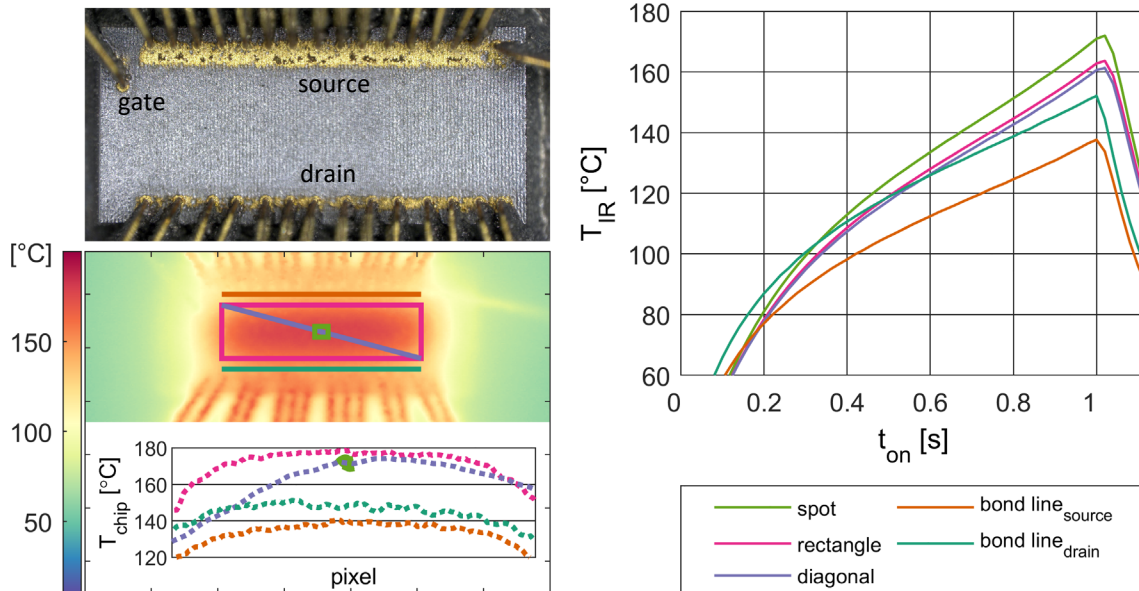 gate
source
drain
[°C]
150
100
50
180
160
140
120
T_chip [°C]
pixel
180
160
140
120
100
80
60
T_IR [°C]
0 0.2 0.4 0.6 0.8 1
t_on [s]
spot
rectangle
diagonal
bond line_source
bond line_drain